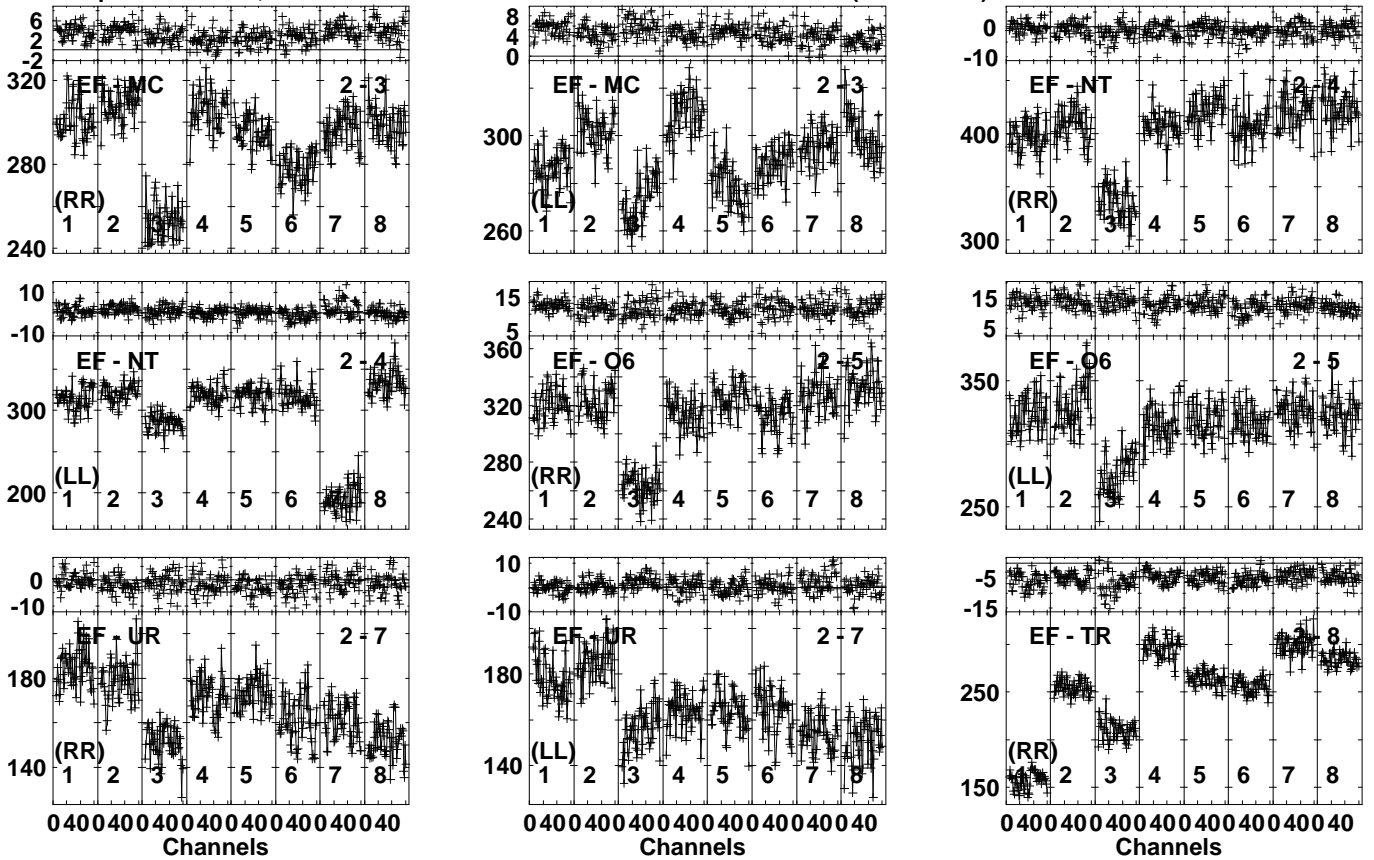 6
2
-2
EF - MC 2 - 3
320
280
240
(RR)
1 2 3 4 5 6 7 8
8
4
0
EF - MC 2 - 3
300
260
(LL)
1 2 3 4 5 6 7 8
0
-10
EF - NT 2 - 4
400
300
(RR)
1 2 3 4 5 6 7 8
10
-10
EF - NT 2 - 4
300
200
(LL)
1 2 3 4 5 6 7 8
15
5
EF - O6 2 - 5
360
320
280
240
(RR)
1 2 3 4 5 6 7 8
15
5
EF - O6 2 - 5
350
250
(LL)
1 2 3 4 5 6 7 8
0
-10
EF - UR 2 - 7
180
140
(RR)
1 2 3 4 5 6 7 8
0 40 0 40 0 40 0 40 0 40 0 40 0 40 0 40
Channels
10
-10
EF - UR 2 - 7
180
140
(LL)
1 2 3 4 5 6 7 8
0 40 0 40 0 40 0 40 0 40 0 40 0 40 0 40
Channels
-5
-15
EF - TR 2 - 8
250
150
(RR)
1 2 3 4 5 6 7 8
0 40 0 40 0 40 0 40 0 40 0 40 0 40 0 40
Channels